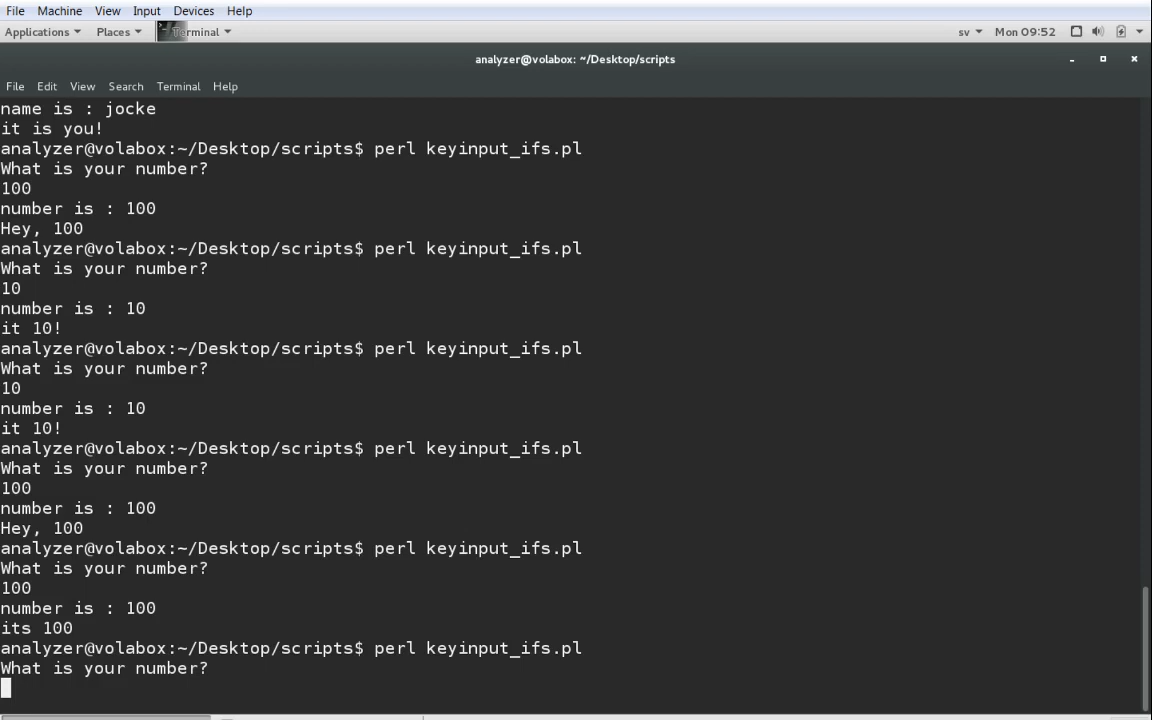 File Machine View Input Devices Help
Applications Places Terminal sv Mon 09:52
analyzer@volabox: ~/Desktop/scripts
File Edit View Search Terminal Help
name is : jocke
it is you!
analyzer@volabox:~/Desktop/scripts$ perl keyinput_ifs.pl
What is your number?
100
number is : 100
Hey, 100
analyzer@volabox:~/Desktop/scripts$ perl keyinput_ifs.pl
What is your number?
10
number is : 10
it 10!
analyzer@volabox:~/Desktop/scripts$ perl keyinput_ifs.pl
What is your number?
10
number is : 10
it 10!
analyzer@volabox:~/Desktop/scripts$ perl keyinput_ifs.pl
What is your number?
100
number is : 100
Hey, 100
analyzer@volabox:~/Desktop/scripts$ perl keyinput_ifs.pl
What is your number?
100
number is : 100
its 100
analyzer@volabox:~/Desktop/scripts$ perl keyinput_ifs.pl
What is your number?